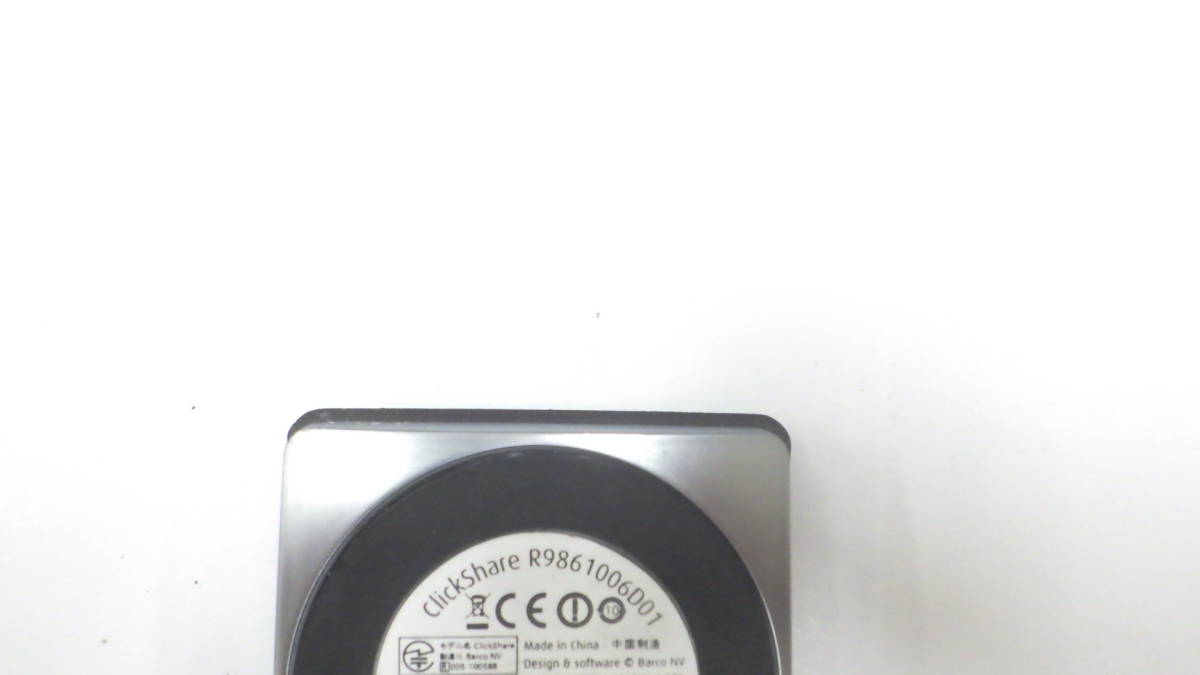 ClickShare R9861006D01
CE 10
モデル名 ClickShare
製造元 Barco NV
R 005-100588
Made in China · 中国制造
Design & software © Barco NV